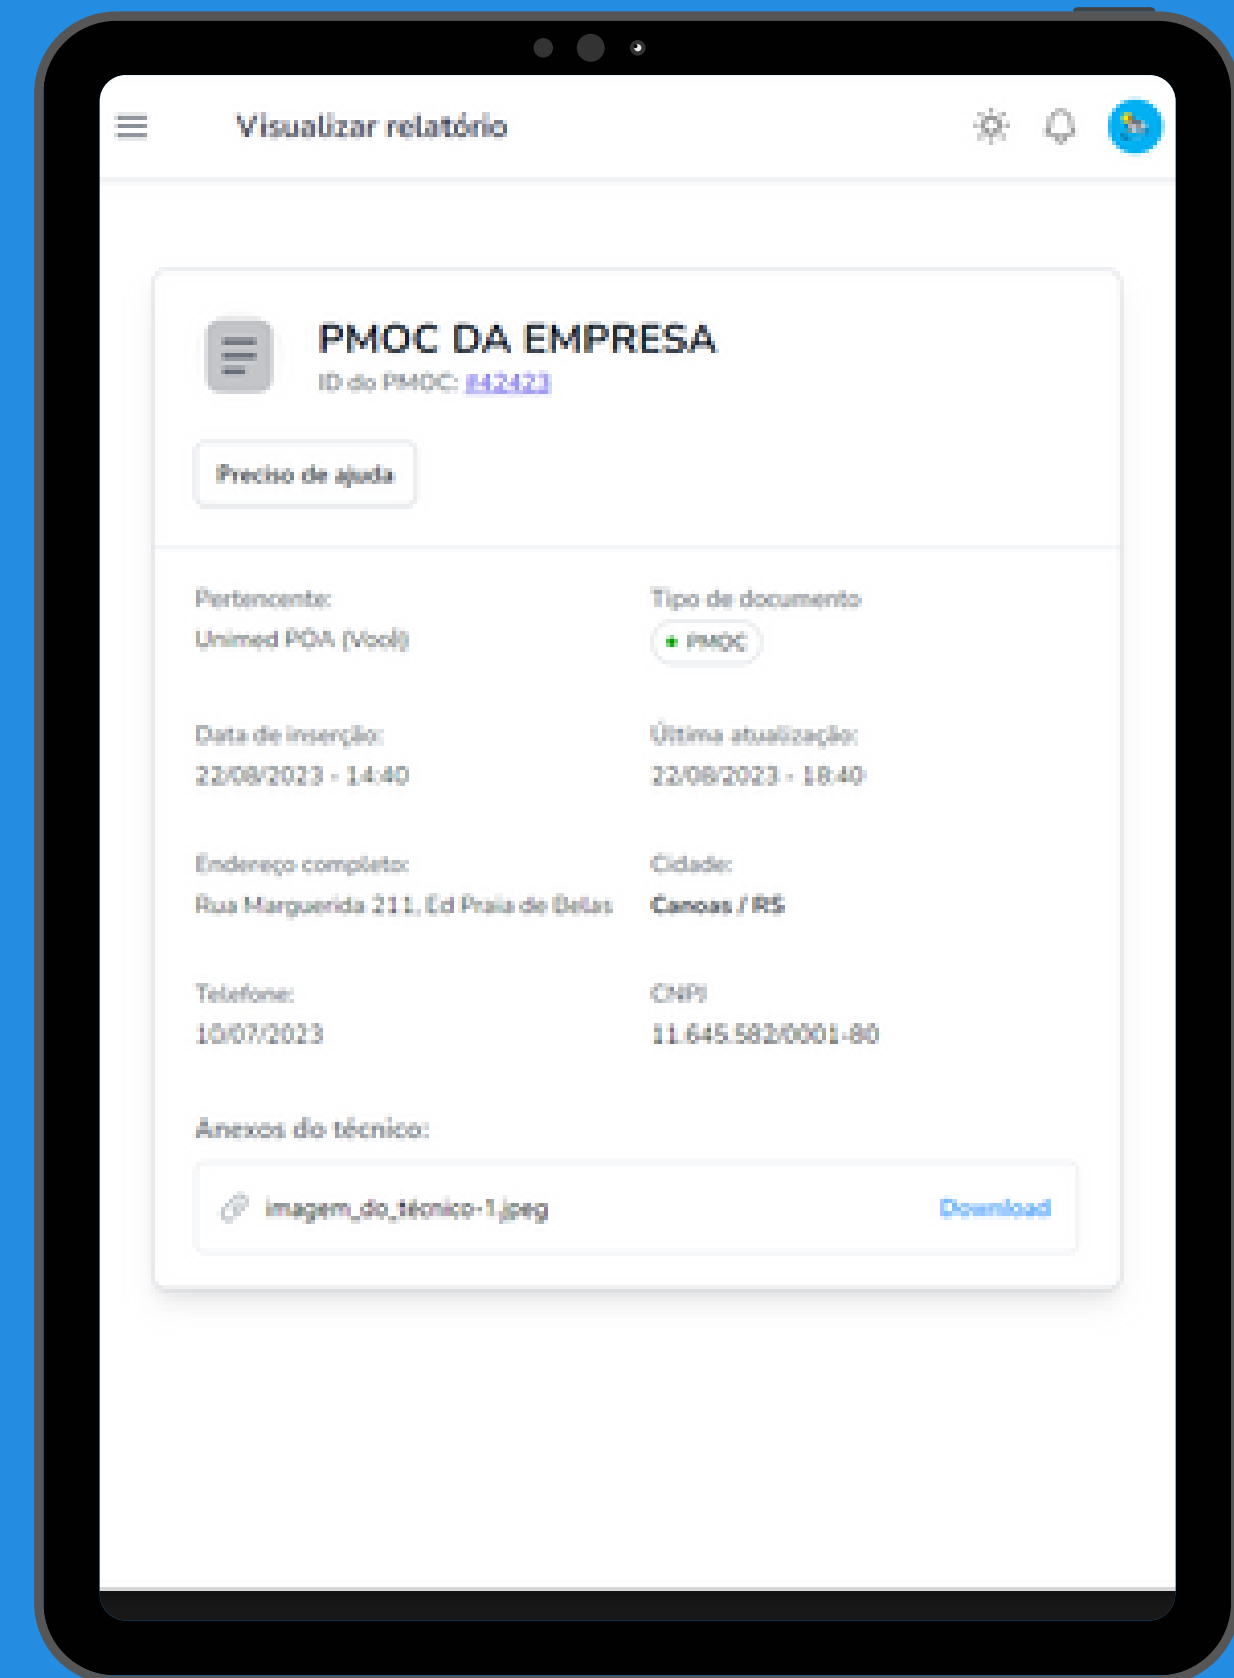 Visualizar relatório
PMOC DA EMPRESA
ID do PMOC: #42423
Preciso de ajuda
Pertencente:
Unimed POA (Você)
Tipo de documento
PMOC
Data de inserção:
22/08/2023 - 14:40
Última atualização:
22/08/2023 - 18:40
Endereço completo:
Rua Marguerida 211, Ed Praia de Belas
Cidade:
Canoas / RS
Telefone:
10/07/2023
CNPJ
11.645.582/0001-80
Anexos do técnico:
imagem_do_técnico-1.jpeg
Download